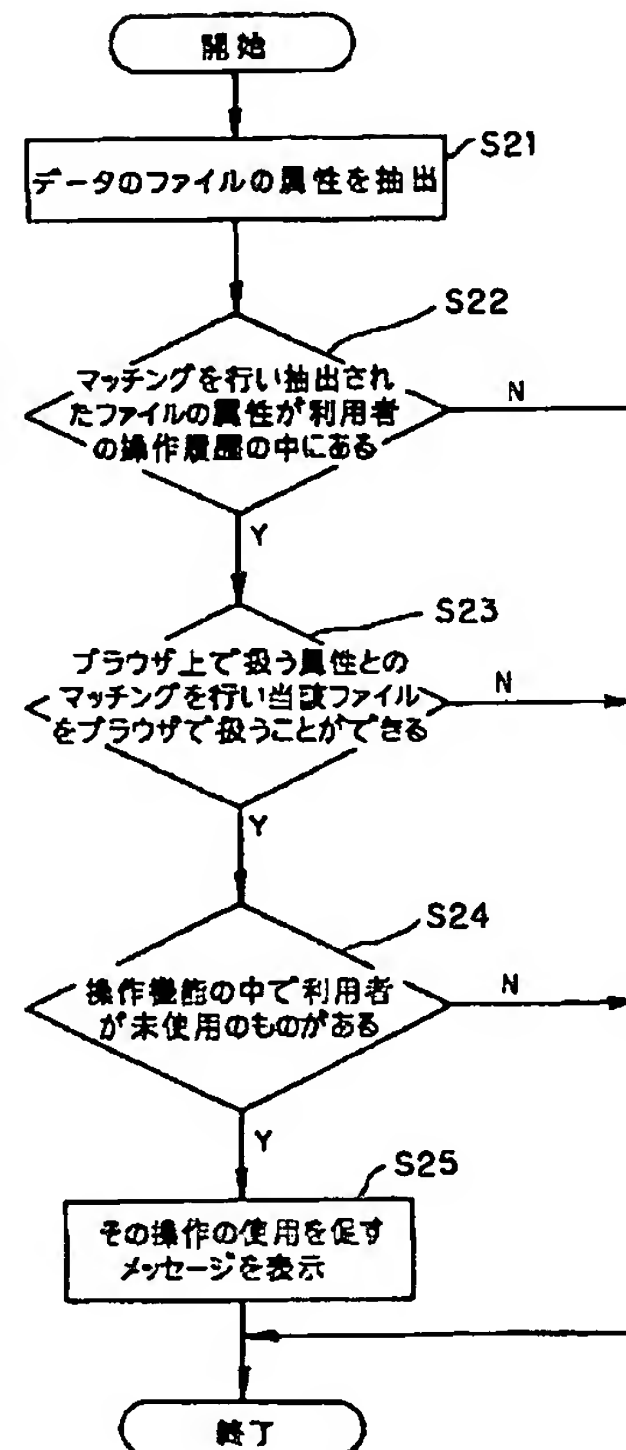 開始
S21
データのファイルの属性を抽出
S22
マッチングを行い抽出され
たファイルの属性が利用者
の操作履歴の中にある
N
Y
S23
ブラウザ上で扱う属性との
マッチングを行い当該ファイル
をブラウザで扱うことができる
N
Y
S24
操作機能の中で利用者
が未使用のものがある
N
Y
S25
その操作の使用を促す
メッセージを表示
終了